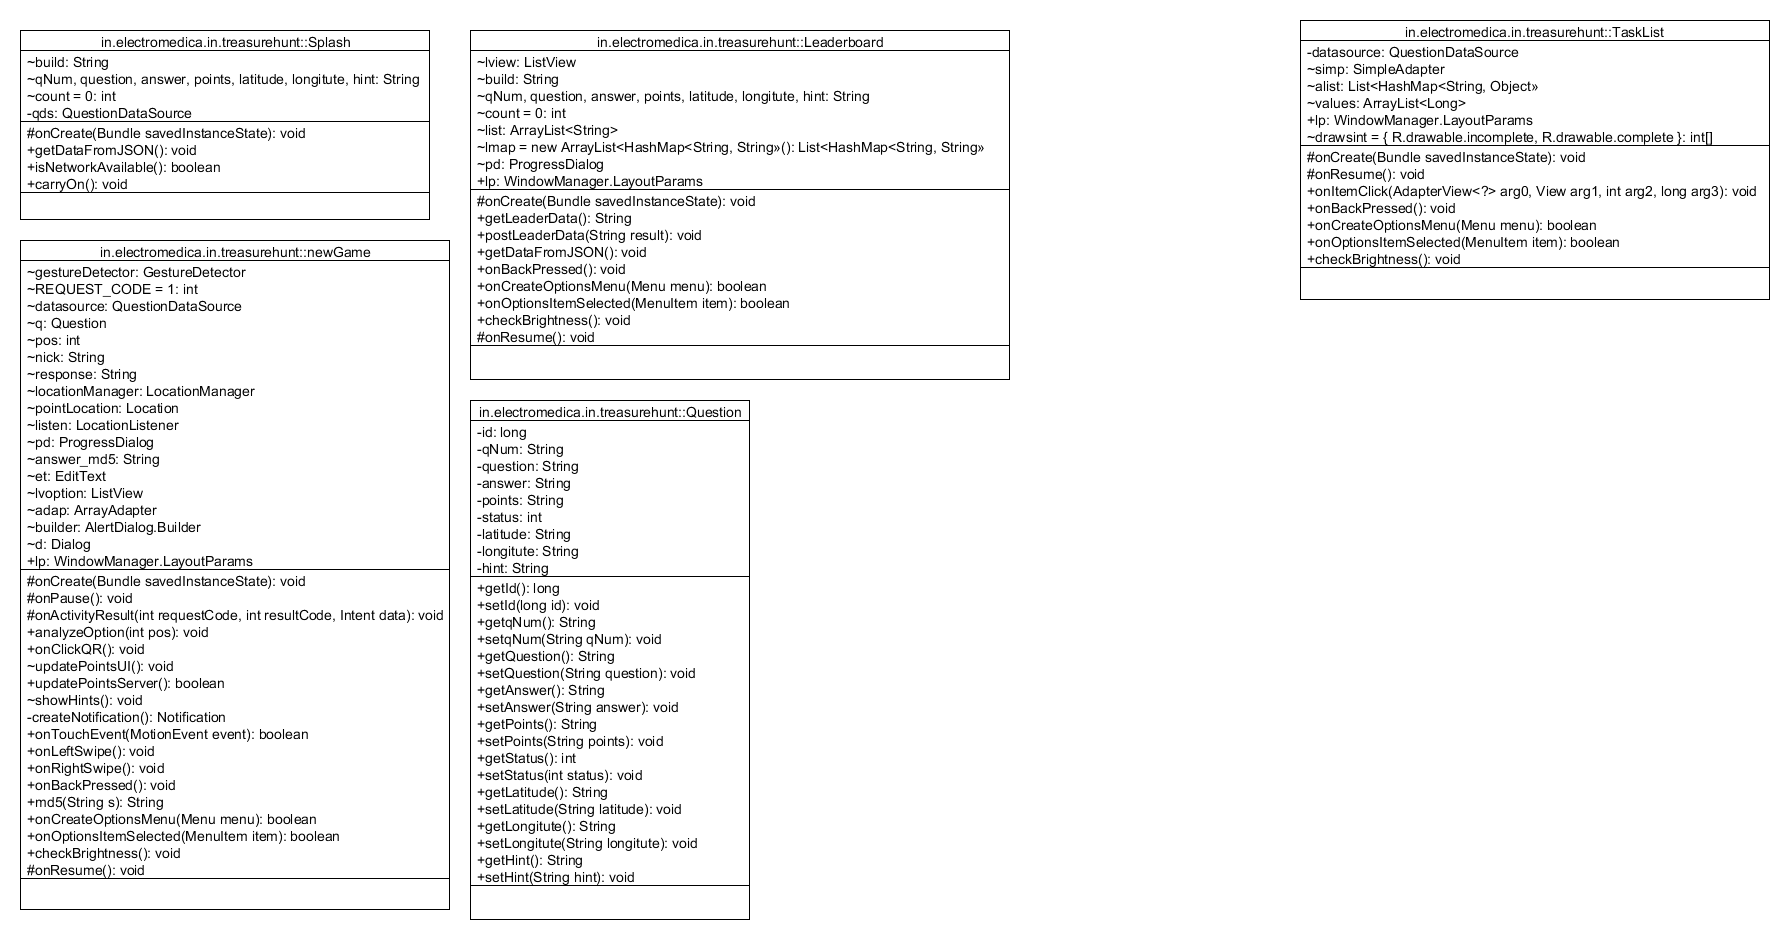 in.electromedica.in.treasurehunt::Splash
~build: String
~qNum, question, answer, points, latitude, longitute, hint: String
~count = 0: int
-qds: QuestionDataSource
#onCreate(Bundle savedInstanceState): void
+getDataFromJSON(): void
+isNetworkAvailable(): boolean
+carryOn(): void
in.electromedica.in.treasurehunt::newGame
~gestureDetector: GestureDetector
~REQUEST_CODE = 1: int
~datasource: QuestionDataSource
~q: Question
~pos: int
~nick: String
~response: String
~locationManager: LocationManager
~pointLocation: Location
~listen: LocationListener
~pd: ProgressDialog
~answer_md5: String
~et: EditText
~lvoption: ListView
~adap: ArrayAdapter
~builder: AlertDialog.Builder
~d: Dialog
+lp: WindowManager.LayoutParams
#onCreate(Bundle savedInstanceState): void
#onPause(): void
#onActivityResult(int requestCode, int resultCode, Intent data): void
+analyzeOption(int pos): void
+onClickQR(): void
~updatePointsUI(): void
+updatePointsServer(): boolean
~showHints(): void
-createNotification(): Notification
+onTouchEvent(MotionEvent event): boolean
+onLeftSwipe(): void
+onRightSwipe(): void
+onBackPressed(): void
+md5(String s): String
+onCreateOptionsMenu(Menu menu): boolean
+onOptionsItemSelected(MenuItem item): boolean
+checkBrightness(): void
#onResume(): void
in.electromedica.in.treasurehunt::Leaderboard
~lview: ListView
~build: String
~qNum, question, answer, points, latitude, longitute, hint: String
~count = 0: int
~list: ArrayList<String>
~lmap = new ArrayList<HashMap<String, String»(): List<HashMap<String, String»
~pd: ProgressDialog
+lp: WindowManager.LayoutParams
#onCreate(Bundle savedInstanceState): void
+getLeaderData(): String
+postLeaderData(String result): void
+getDataFromJSON(): void
+onBackPressed(): void
+onCreateOptionsMenu(Menu menu): boolean
+onOptionsItemSelected(MenuItem item): boolean
+checkBrightness(): void
#onResume(): void
in.electromedica.in.treasurehunt::Question
-id: long
-qNum: String
-question: String
-answer: String
-points: String
-status: int
-latitude: String
-longitute: String
-hint: String
+getId(): long
+setId(long id): void
+getqNum(): String
+setqNum(String qNum): void
+getQuestion(): String
+setQuestion(String question): void
+getAnswer(): String
+setAnswer(String answer): void
+getPoints(): String
+setPoints(String points): void
+getStatus(): int
+setStatus(int status): void
+getLatitude(): String
+setLatitude(String latitude): void
+getLongitute(): String
+setLongitute(String longitute): void
+getHint(): String
+setHint(String hint): void
in.electromedica.in.treasurehunt::TaskList
-datasource: QuestionDataSource
~simp: SimpleAdapter
~alist: List<HashMap<String, Object»
~values: ArrayList<Long>
+lp: WindowManager.LayoutParams
~drawsint = { R.drawable.incomplete, R.drawable.complete }: int[]
#onCreate(Bundle savedInstanceState): void
#onResume(): void
+onItemClick(AdapterView<?> arg0, View arg1, int arg2, long arg3): void
+onBackPressed(): void
+onCreateOptionsMenu(Menu menu): boolean
+onOptionsItemSelected(MenuItem item): boolean
+checkBrightness(): void